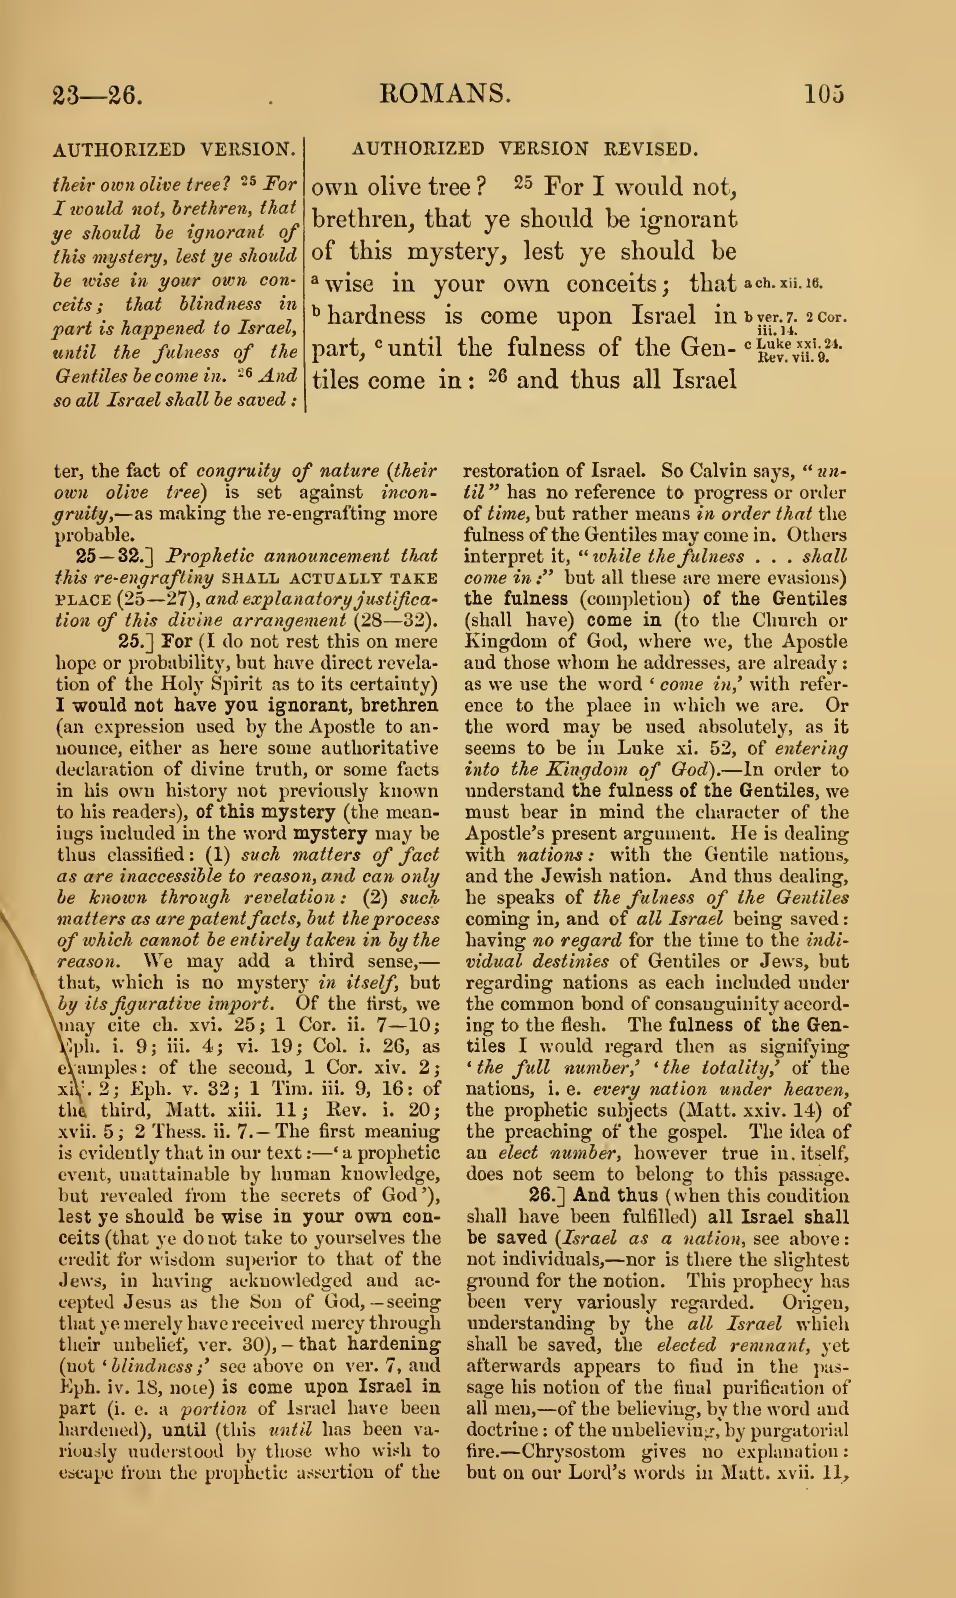 23—26.
ROMANS.
105
AUTHORIZED VERSION.
their own olive tree? 25 For
I would not, brethren, that
ye should be ignorant of
this mystery, lest ye should
be wise in your own con-
ceits; that blindness in
part is happened to Israel,
until the fulness of the
Gentiles be come in. 26 And
so all Israel shall be saved:
AUTHORIZED VERSION REVISED.
own olive tree? 25 For I would not,
brethren, that ye should be ignorant
of this mystery, lest ye should be
a wise in your own conceits; that
b hardness is come upon Israel in
part, c until the fulness of the Gen-
tiles come in: 26 and thus all Israel
a ch. xii. 16.
b ver. 7. 2 Cor.
iii. 14.
c Luke xxi. 24.
Rev. vii. 9.
ter, the fact of congruity of nature (their
own olive tree) is set against incon-
gruity,—as making the re-engrafting more
probable.
25—32.] Prophetic announcement that
this re-engrafting SHALL ACTUALLY TAKE
PLACE (25—27), and explanatory justifica-
tion of this divine arrangement (28—32).
25.] For (I do not rest this on mere
hope or probability, but have direct revela-
tion of the Holy Spirit as to its certainty)
I would not have you ignorant, brethren
(an expression used by the Apostle to an-
nounce, either as here some authoritative
declaration of divine truth, or some facts
in his own history not previously known
to his readers), of this mystery (the mean-
ings included in the word mystery may be
thus classified: (1) such matters of fact
as are inaccessible to reason, and can only
be known through revelation: (2) such
matters as are patent facts, but the process
of which cannot be entirely taken in by the
reason. We may add a third sense,—
that, which is no mystery in itself, but
by its figurative import. Of the first, we
may cite ch. xvi. 25; 1 Cor. ii. 7—10;
Eph. i. 9; iii. 4; vi. 19; Col. i. 26, as
examples: of the second, 1 Cor. xiv. 2;
xiii. 2; Eph. v. 32; 1 Tim. iii. 9, 16: of
the third, Matt. xiii. 11; Rev. i. 20;
xvii. 5; 2 Thess. ii. 7.—The first meaning
is evidently that in our text:—‘a prophetic
event, unattainable by human knowledge,
but revealed from the secrets of God’),
lest ye should be wise in your own con-
ceits (that ye do not take to yourselves the
credit for wisdom superior to that of the
Jews, in having acknowledged and ac-
cepted Jesus as the Son of God,—seeing
that ye merely have received mercy through
their unbelief, ver. 30),—that hardening
(not ‘blindness;’ see above on ver. 7, and
Eph. iv. 18, note) is come upon Israel in
part (i. e. a portion of Israel have been
hardened), until (this until has been va-
riously understood by those who wish to
escape from the prophetic assertion of the
restoration of Israel. So Calvin says, “un-
til” has no reference to progress or order
of time, but rather means in order that the
fulness of the Gentiles may come in. Others
interpret it, “while the fulness . . . shall
come in:” but all these are mere evasions)
the fulness (completion) of the Gentiles
(shall have) come in (to the Church or
Kingdom of God, where we, the Apostle
and those whom he addresses, are already:
as we use the word ‘come in,’ with refer-
ence to the place in which we are. Or
the word may be used absolutely, as it
seems to be in Luke xi. 52, of entering
into the Kingdom of God).—In order to
understand the fulness of the Gentiles, we
must bear in mind the character of the
Apostle's present argument. He is dealing
with nations: with the Gentile nations,
and the Jewish nation. And thus dealing,
he speaks of the fulness of the Gentiles
coming in, and of all Israel being saved:
having no regard for the time to the indi-
vidual destinies of Gentiles or Jews, but
regarding nations as each included under
the common bond of consanguinity accord-
ing to the flesh. The fulness of the Gen-
tiles I would regard then as signifying
‘the full number,’ ‘the totality,’ of the
nations, i. e. every nation under heaven,
the prophetic subjects (Matt. xxiv. 14) of
the preaching of the gospel. The idea of
an elect number, however true in itself,
does not seem to belong to this passage.
26.] And thus (when this condition
shall have been fulfilled) all Israel shall
be saved (Israel as a nation, see above:
not individuals,—nor is there the slightest
ground for the notion. This prophecy has
been very variously regarded. Origen,
understanding by the all Israel which
shall be saved, the elected remnant, yet
afterwards appears to find in the pas-
sage his notion of the final purification of
all men,—of the believing, by the word and
doctrine: of the unbelieving, by purgatorial
fire.—Chrysostom gives no explanation:
but on our Lord's words in Matt. xvii. 11,